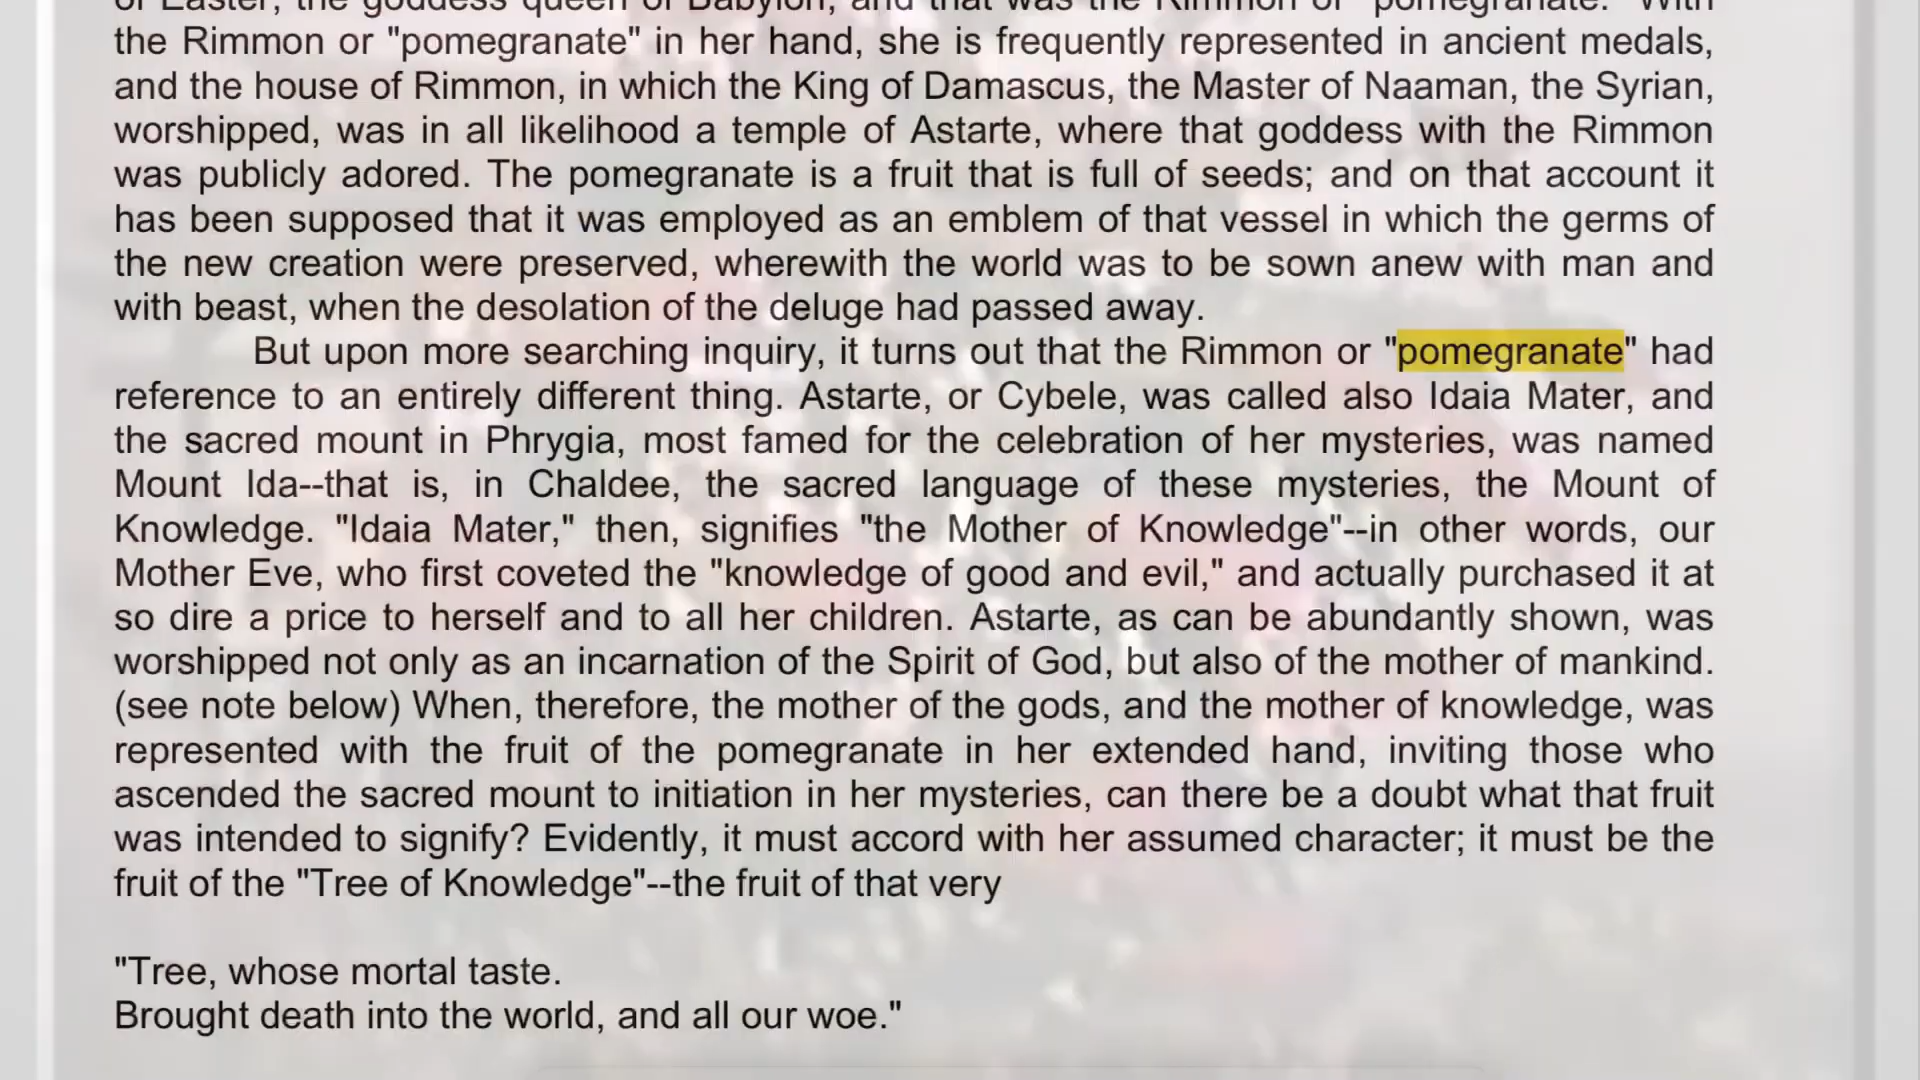 of Easter, the goddess queen of Babylon, and that was the Rimmon or "pomegranate." With
the Rimmon or "pomegranate" in her hand, she is frequently represented in ancient medals,
and the house of Rimmon, in which the King of Damascus, the Master of Naaman, the Syrian,
worshipped, was in all likelihood a temple of Astarte, where that goddess with the Rimmon
was publicly adored. The pomegranate is a fruit that is full of seeds; and on that account it
has been supposed that it was employed as an emblem of that vessel in which the germs of
the new creation were preserved, wherewith the world was to be sown anew with man and
with beast, when the desolation of the deluge had passed away.
But upon more searching inquiry, it turns out that the Rimmon or "pomegranate" had
reference to an entirely different thing. Astarte, or Cybele, was called also Idaia Mater, and
the sacred mount in Phrygia, most famed for the celebration of her mysteries, was named
Mount Ida--that is, in Chaldee, the sacred language of these mysteries, the Mount of
Knowledge. "Idaia Mater," then, signifies "the Mother of Knowledge"--in other words, our
Mother Eve, who first coveted the "knowledge of good and evil," and actually purchased it at
so dire a price to herself and to all her children. Astarte, as can be abundantly shown, was
worshipped not only as an incarnation of the Spirit of God, but also of the mother of mankind.
(see note below) When, therefore, the mother of the gods, and the mother of knowledge, was
represented with the fruit of the pomegranate in her extended hand, inviting those who
ascended the sacred mount to initiation in her mysteries, can there be a doubt what that fruit
was intended to signify? Evidently, it must accord with her assumed character; it must be the
fruit of the "Tree of Knowledge"--the fruit of that very
"Tree, whose mortal taste.
Brought death into the world, and all our woe."